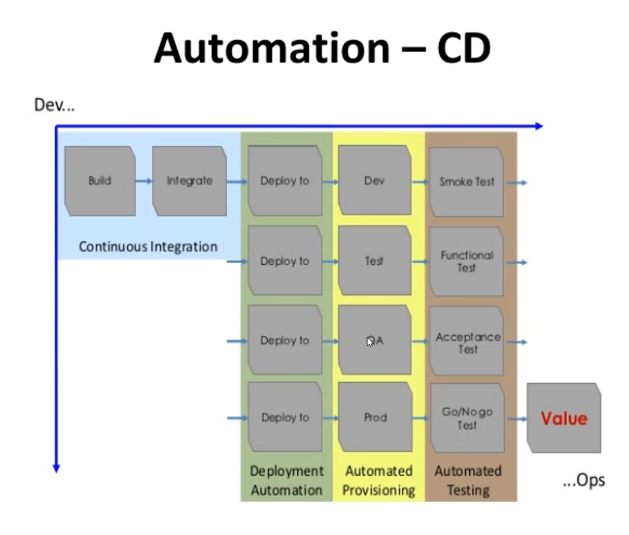 Automation – CD
Dev...
Build
Integrate
Deploy to
Dev
Smoke Test
Continuous Integration
Deploy to
Test
Functional
Test
Deploy to
QA
Acceptance
Test
Deploy to
Prod
Go/No go
Test
Value
Deployment
Automation
Automated
Provisioning
Automated
Testing
...Ops